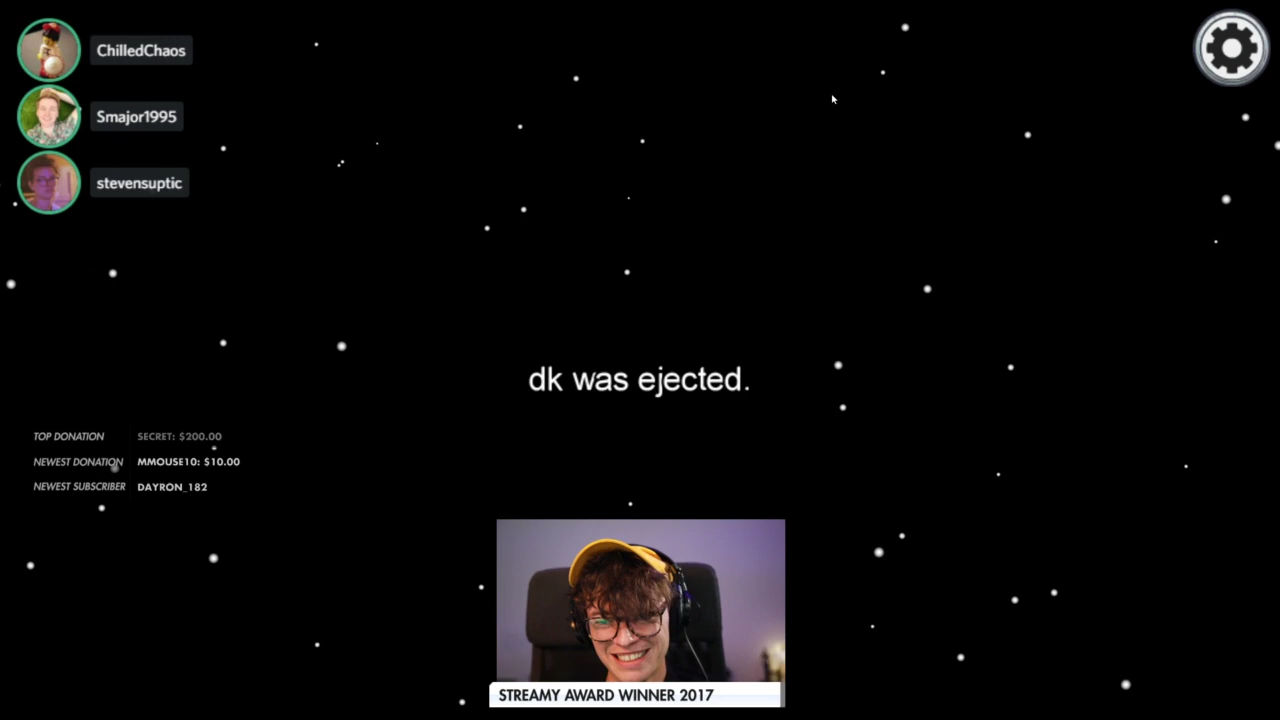 ChilledChaos
Smajor1995
stevensuptic
dk was ejected.
TOP DONATION SECRET: $200.00
NEWEST DONATION MMOUSE10: $10.00
NEWEST SUBSCRIBER DAYRON_182
STREAMY AWARD WINNER 2017